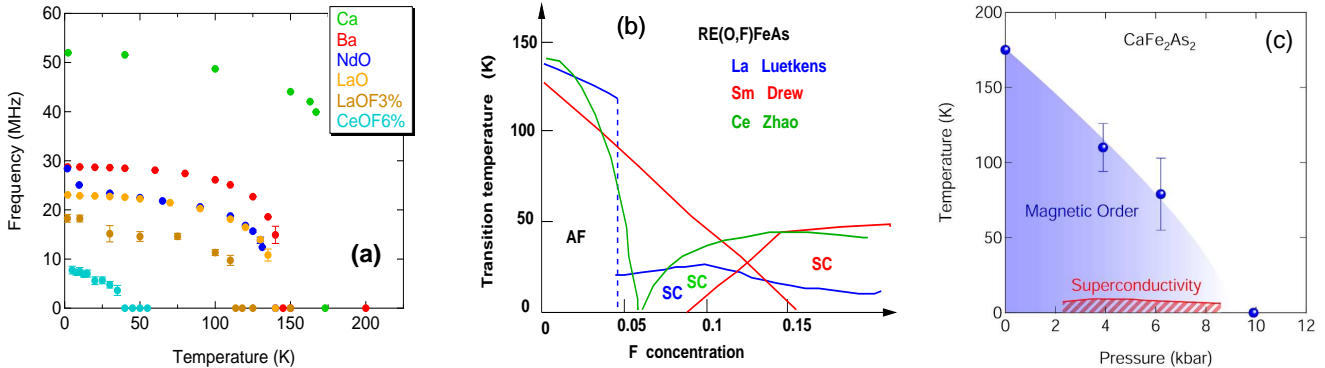 60
50
40
30
20
10
0
Frequency (MHz)
0
50
100
150
200
Temperature (K)
Ca
Ba
NdO
LaO
LaOF3%
CeOF6%
(a)
(b)
RE(O,F)FeAs
La Luetkens
Sm Drew
Ce Zhao
150
100
50
0
Transition temperature (K)
AF
SC
SC
SC
0
0.05
0.1
0.15
F concentration
(c)
CaFe₂As₂
200
150
100
50
0
Temperature (K)
Magnetic Order
Superconductivity
0
2
4
6
8
10
12
Pressure (kbar)